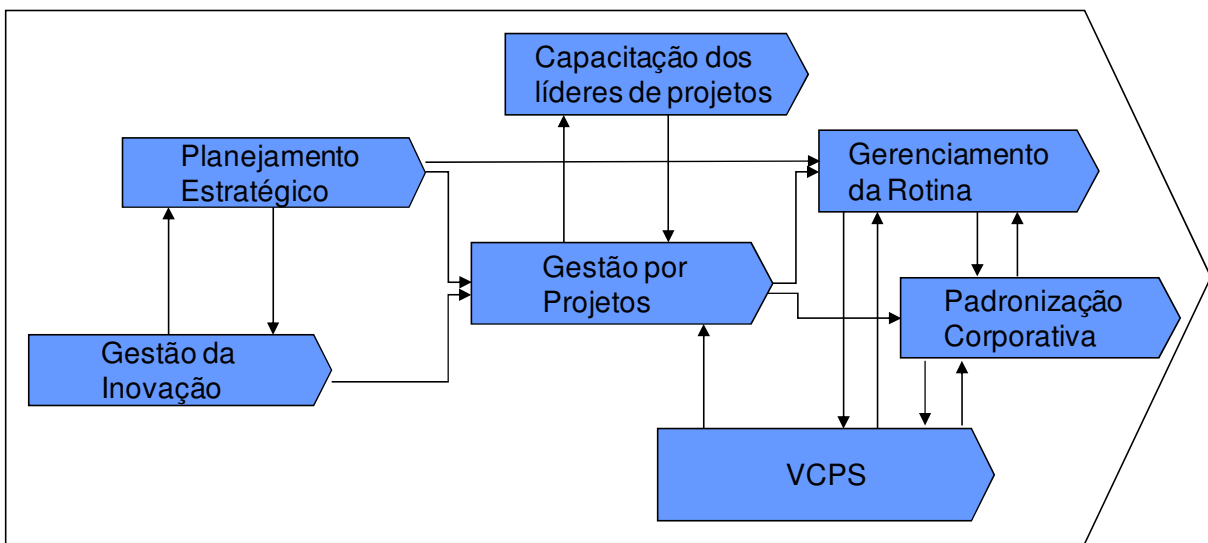 Capacitação dos
líderes de projetos
Planejamento
Estratégico
Gerenciamento
da Rotina
Gestão por
Projetos
Padronização
Corporativa
Gestão da
Inovação
VCPS